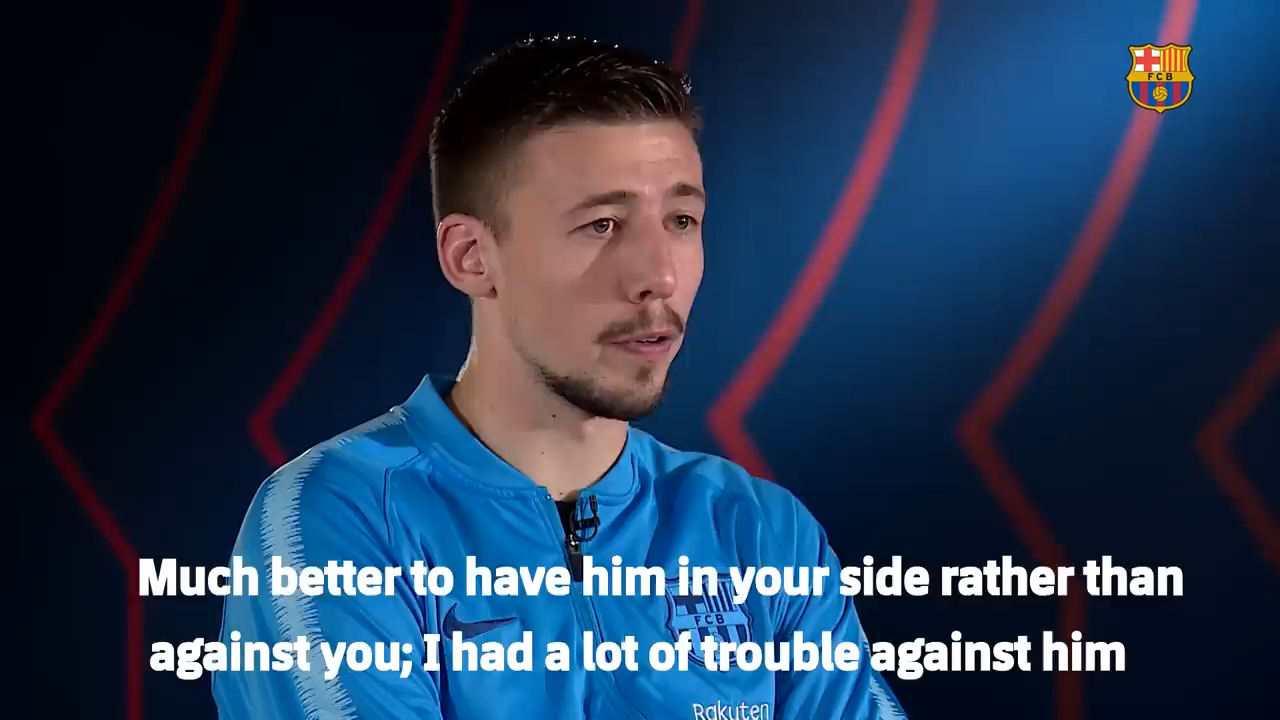 FCB
Much better to have him in your side rather than
against you; I had a lot of trouble against him
FCB
Rakuten